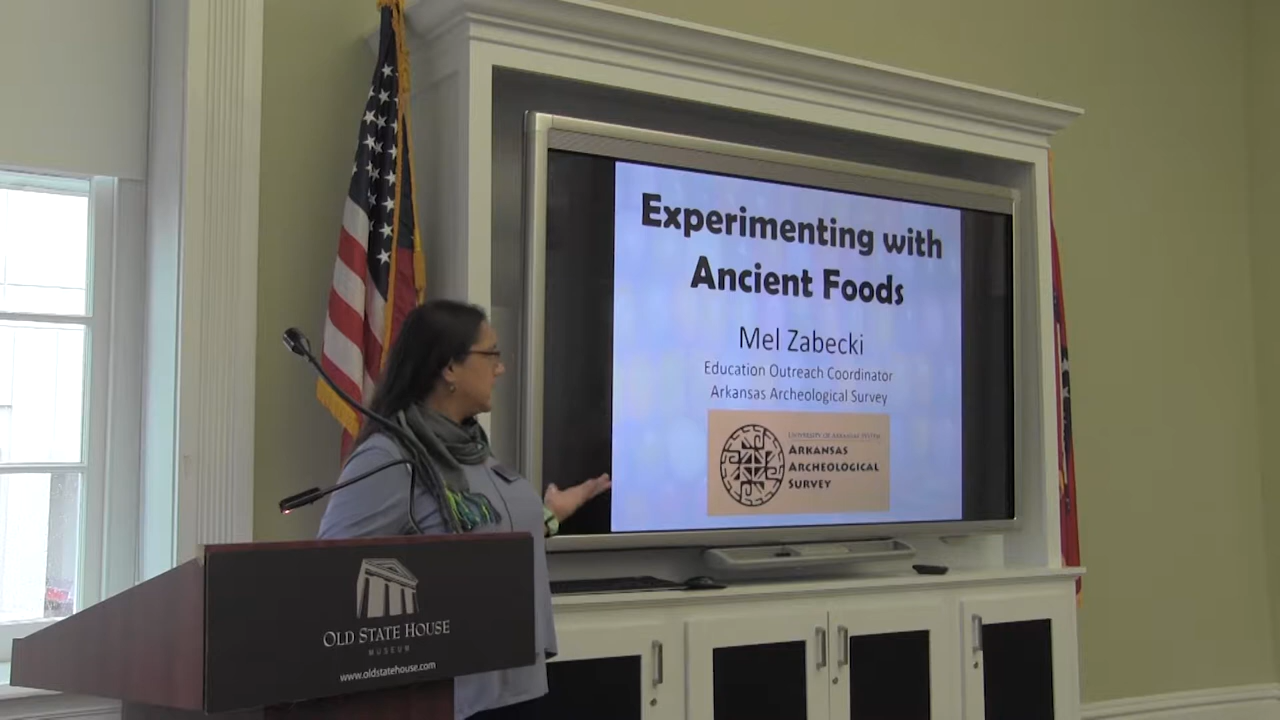 Experimenting with
Ancient Foods
Mel Zabecki
Education Outreach Coordinator
Arkansas Archeological Survey
UNIVERSITY OF ARKANSAS SYSTEM
ARKANSAS
ARCHEOLOGICAL
SURVEY
OLD STATE HOUSE
MUSEUM
www.oldstatehouse.com